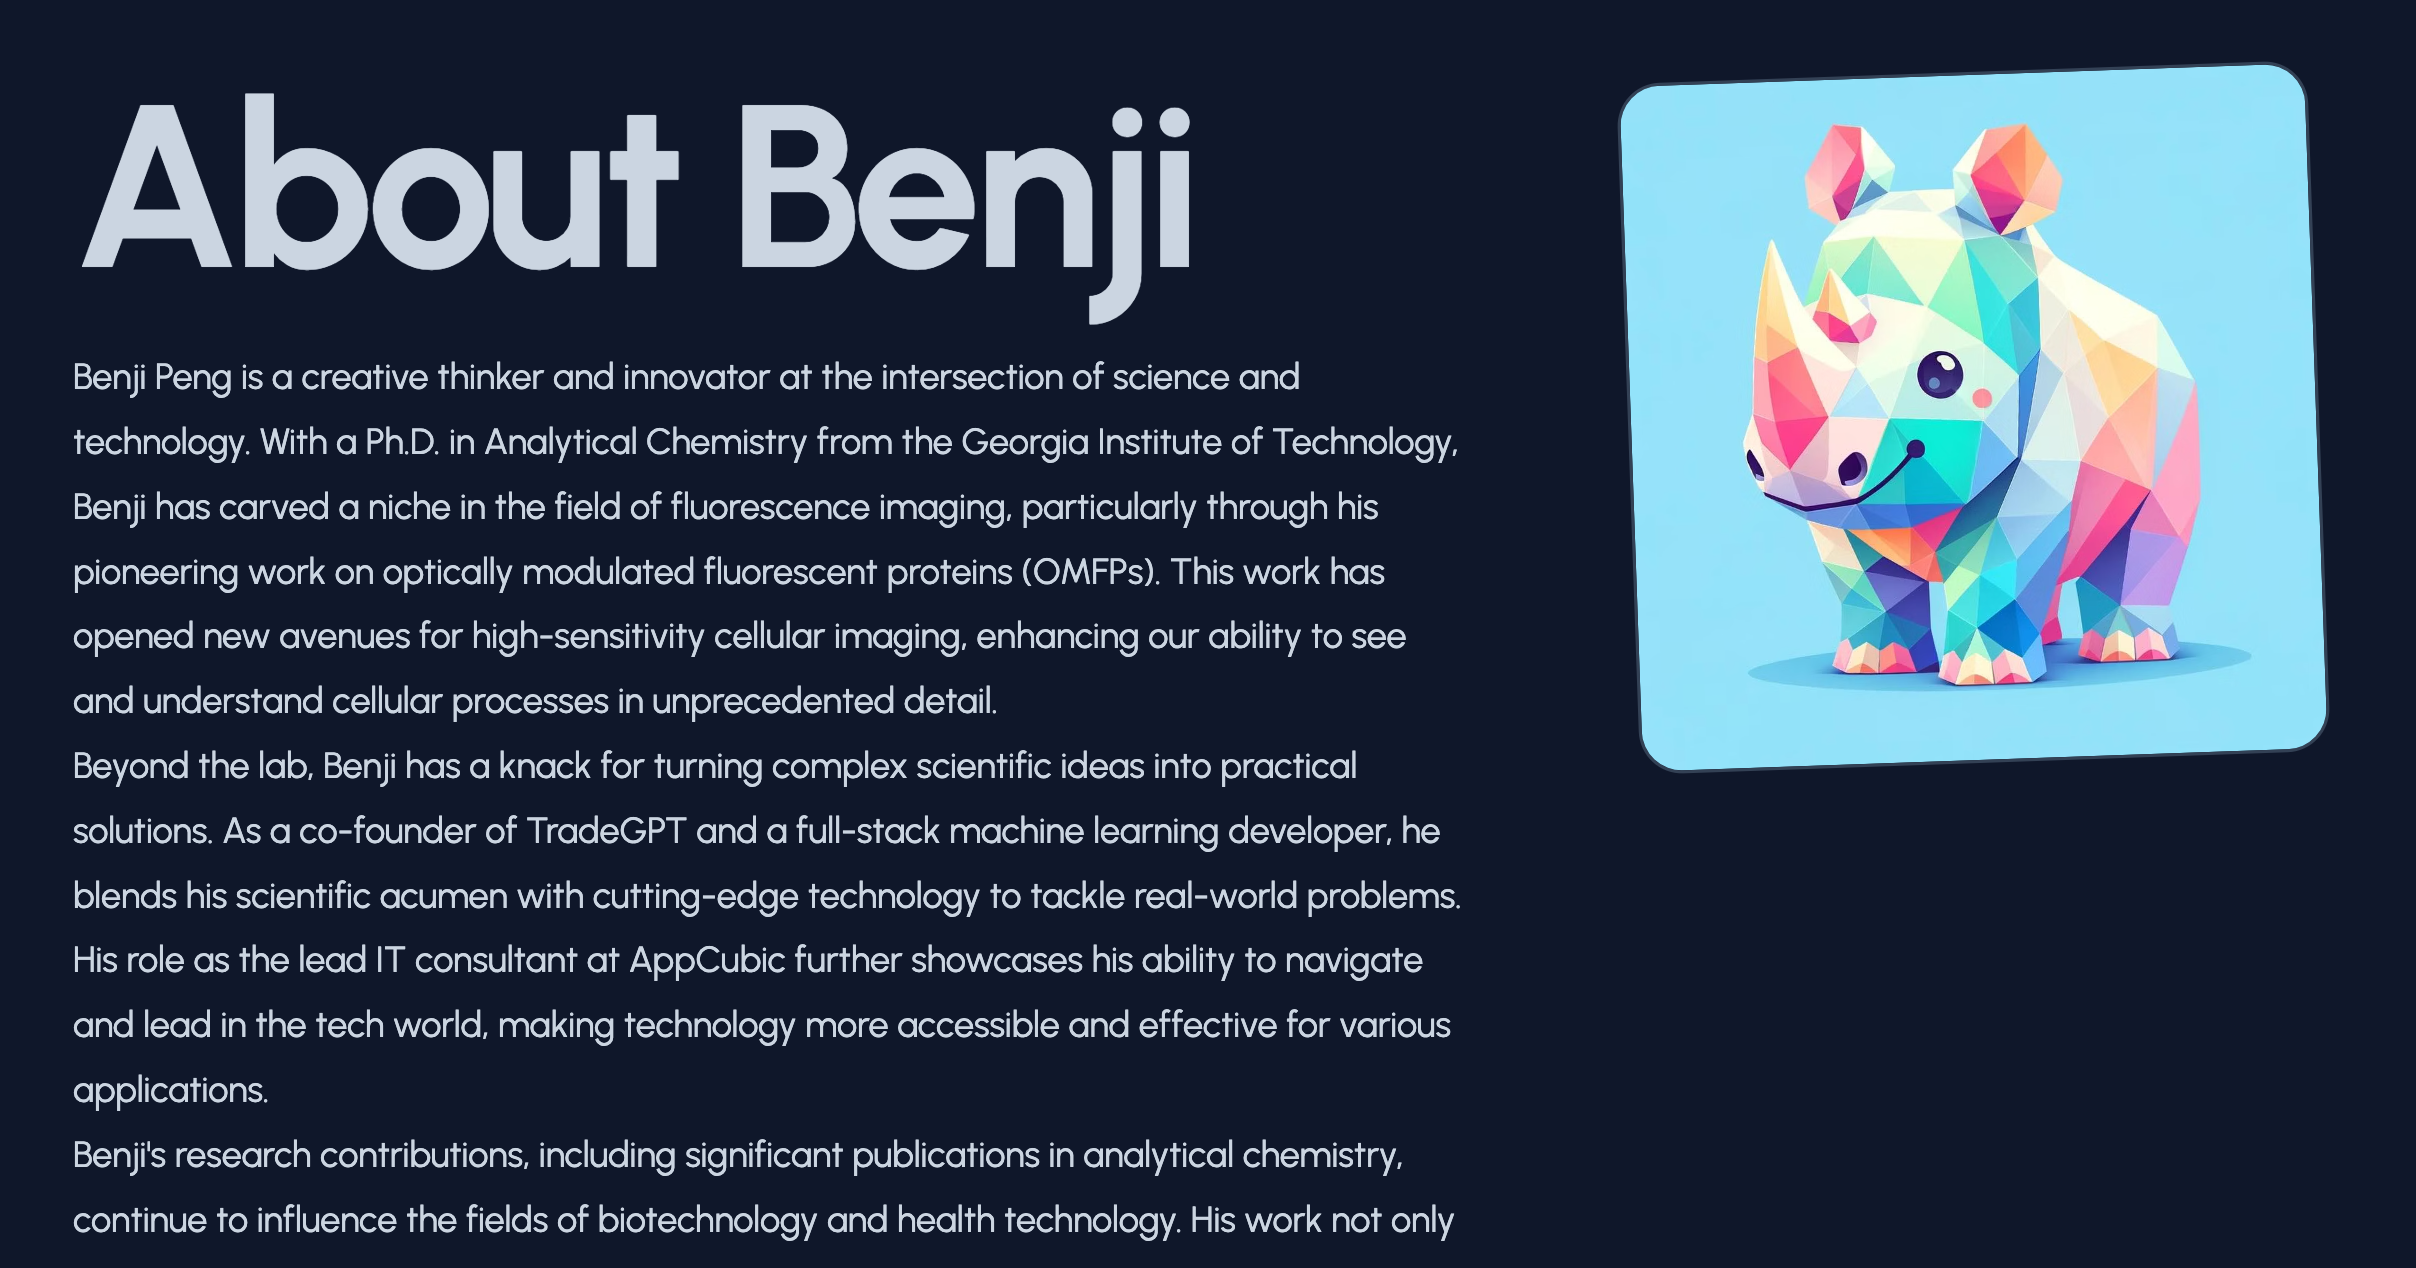 About Benji
Benji Peng is a creative thinker and innovator at the intersection of science and
technology. With a Ph.D. in Analytical Chemistry from the Georgia Institute of Technology,
Benji has carved a niche in the field of fluorescence imaging, particularly through his
pioneering work on optically modulated fluorescent proteins (OMFPs). This work has
opened new avenues for high-sensitivity cellular imaging, enhancing our ability to see
and understand cellular processes in unprecedented detail.
Beyond the lab, Benji has a knack for turning complex scientific ideas into practical
solutions. As a co-founder of TradeGPT and a full-stack machine learning developer, he
blends his scientific acumen with cutting-edge technology to tackle real-world problems.
His role as the lead IT consultant at AppCubic further showcases his ability to navigate
and lead in the tech world, making technology more accessible and effective for various
applications.
Benji's research contributions, including significant publications in analytical chemistry,
continue to influence the fields of biotechnology and health technology. His work not only